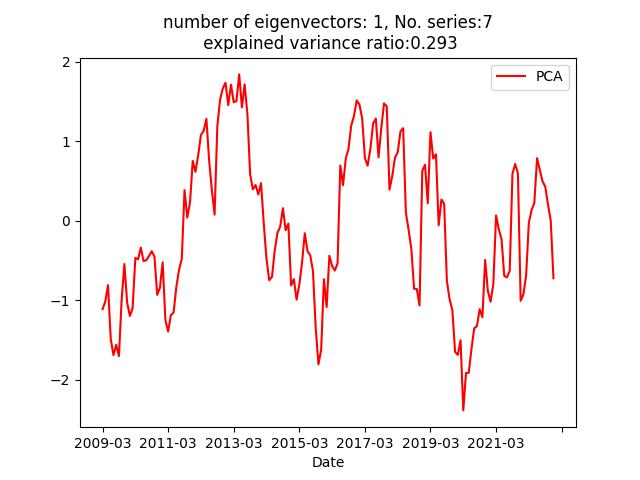 number of eigenvectors: 1, No. series:7
explained variance ratio:0.293
PCA
2
1
0
−1
−2
2009-03 2011-03 2013-03 2015-03 2017-03 2019-03 2021-03
Date